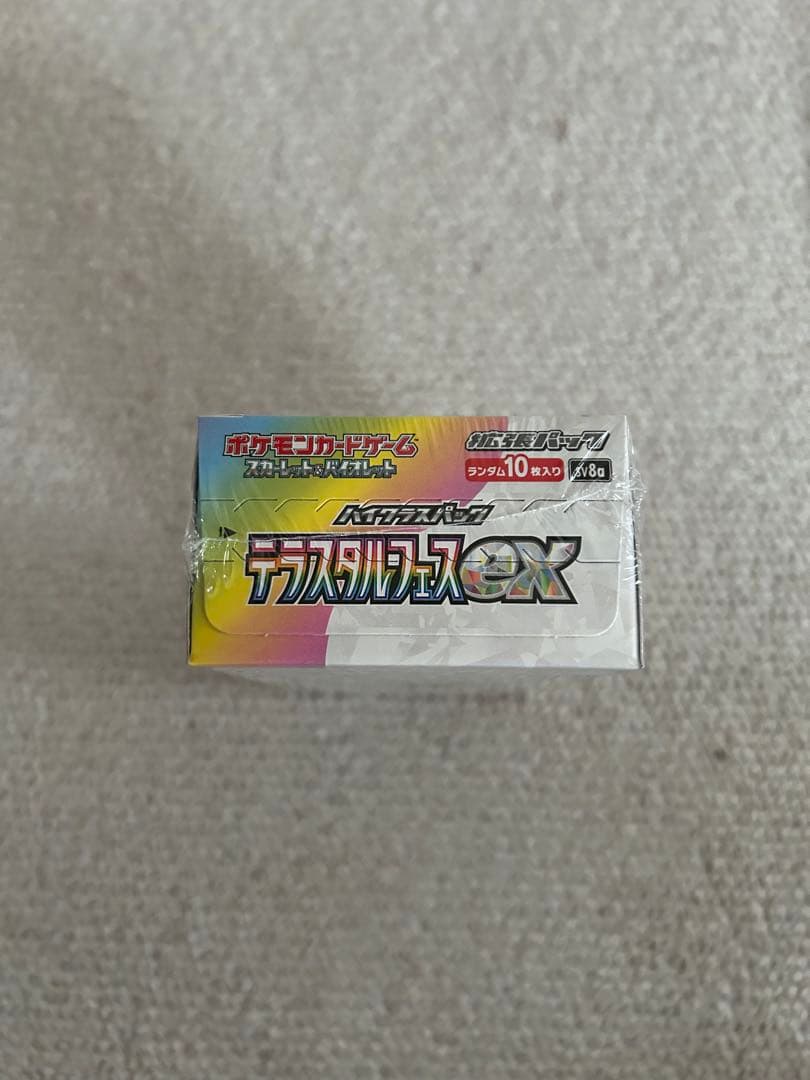 ポケモンカードゲーム 拡張パック
スカーレット&バイオレット ランダム10枚入り SV8a
ハイクラスパック
テラスタルフェスex